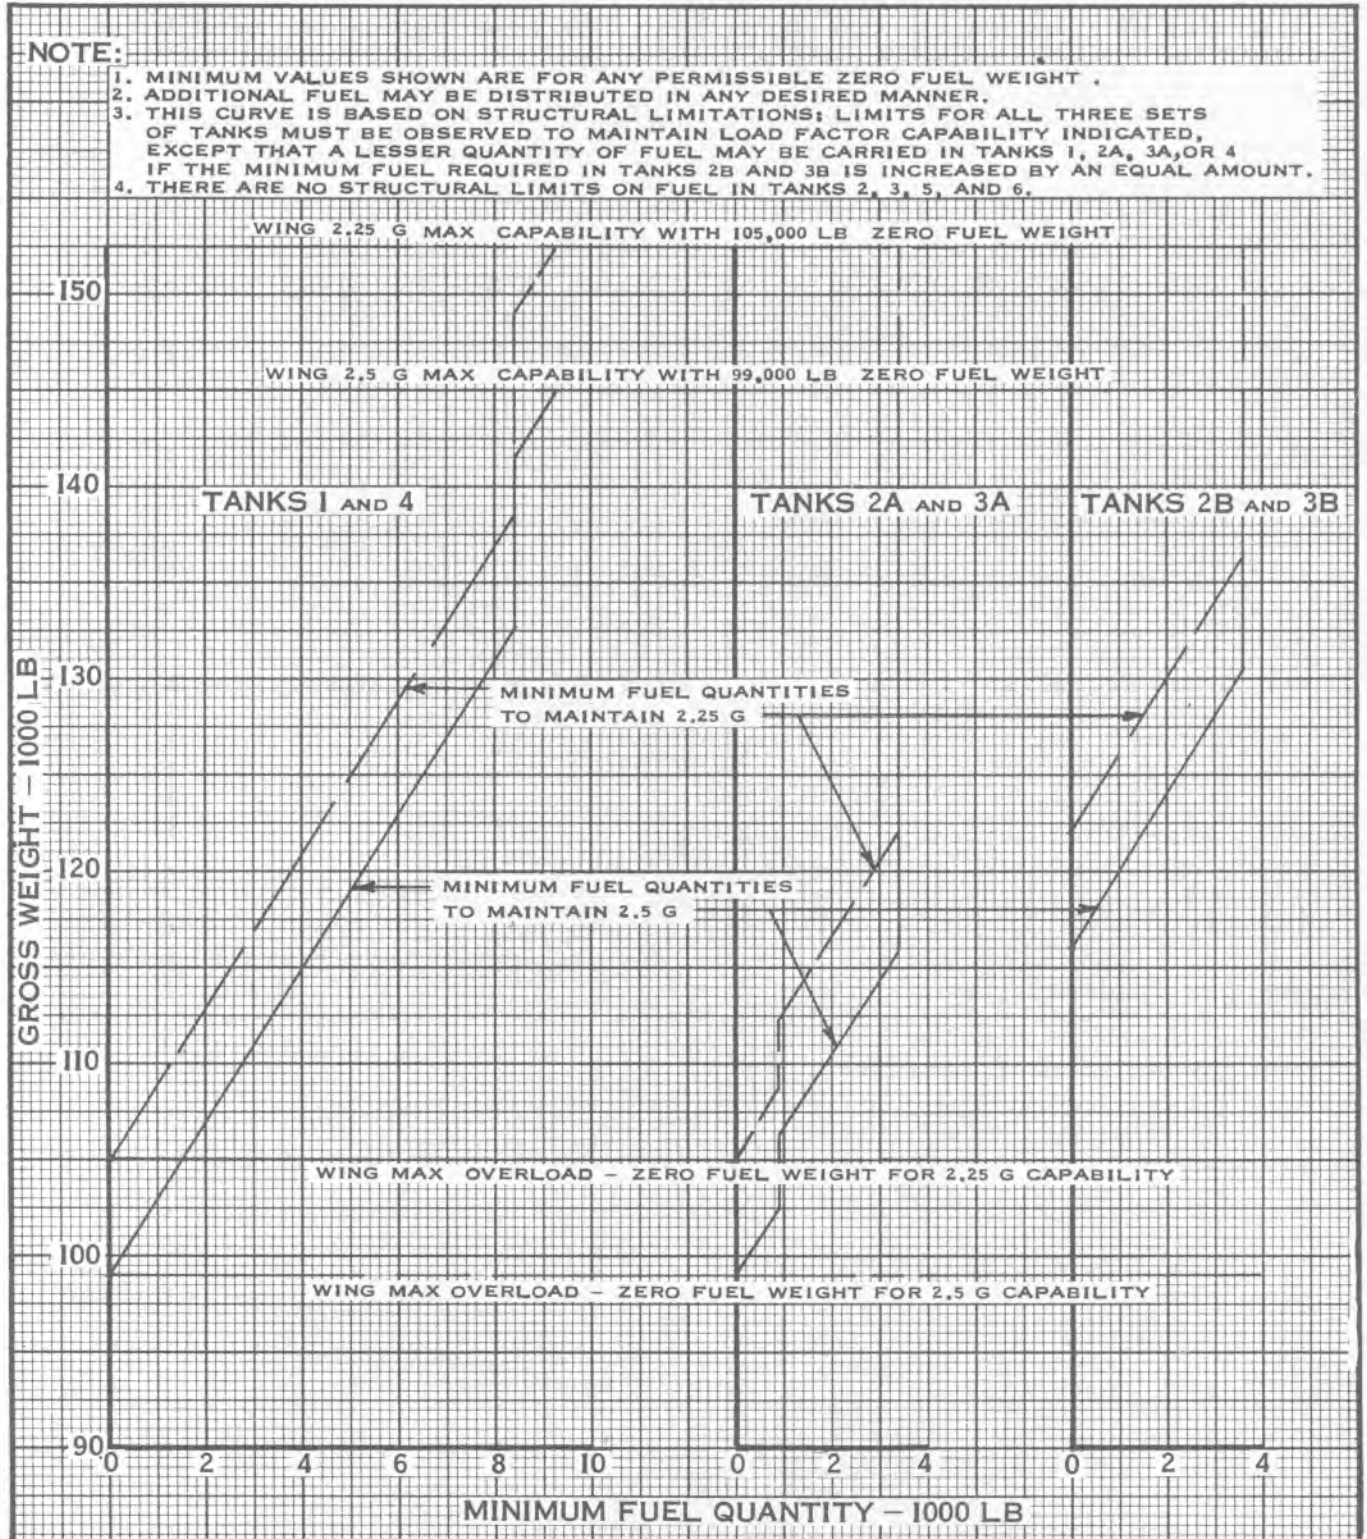 NOTE:
1. MINIMUM VALUES SHOWN ARE FOR ANY PERMISSIBLE ZERO FUEL WEIGHT .
2. ADDITIONAL FUEL MAY BE DISTRIBUTED IN ANY DESIRED MANNER.
3. THIS CURVE IS BASED ON STRUCTURAL LIMITATIONS; LIMITS FOR ALL THREE SETS
OF TANKS MUST BE OBSERVED TO MAINTAIN LOAD FACTOR CAPABILITY INDICATED,
EXCEPT THAT A LESSER QUANTITY OF FUEL MAY BE CARRIED IN TANKS 1, 2A, 3A, OR 4
IF THE MINIMUM FUEL REQUIRED IN TANKS 2B AND 3B IS INCREASED BY AN EQUAL AMOUNT.
4. THERE ARE NO STRUCTURAL LIMITS ON FUEL IN TANKS 2, 3, 5, AND 6.
WING 2.25 G MAX CAPABILITY WITH 105,000 LB ZERO FUEL WEIGHT
150
WING 2.5 G MAX CAPABILITY WITH 99,000 LB ZERO FUEL WEIGHT
140
TANKS 1 AND 4
TANKS 2A AND 3A
TANKS 2B AND 3B
130
MINIMUM FUEL QUANTITIES
TO MAINTAIN 2.25 G
120
MINIMUM FUEL QUANTITIES
TO MAINTAIN 2.5 G
GROSS WEIGHT - 1000 LB
110
WING MAX OVERLOAD - ZERO FUEL WEIGHT FOR 2.25 G CAPABILITY
100
WING MAX OVERLOAD - ZERO FUEL WEIGHT FOR 2.5 G CAPABILITY
90
0 2 4 6 8 10 0 2 4 0 2 4
MINIMUM FUEL QUANTITY - 1000 LB